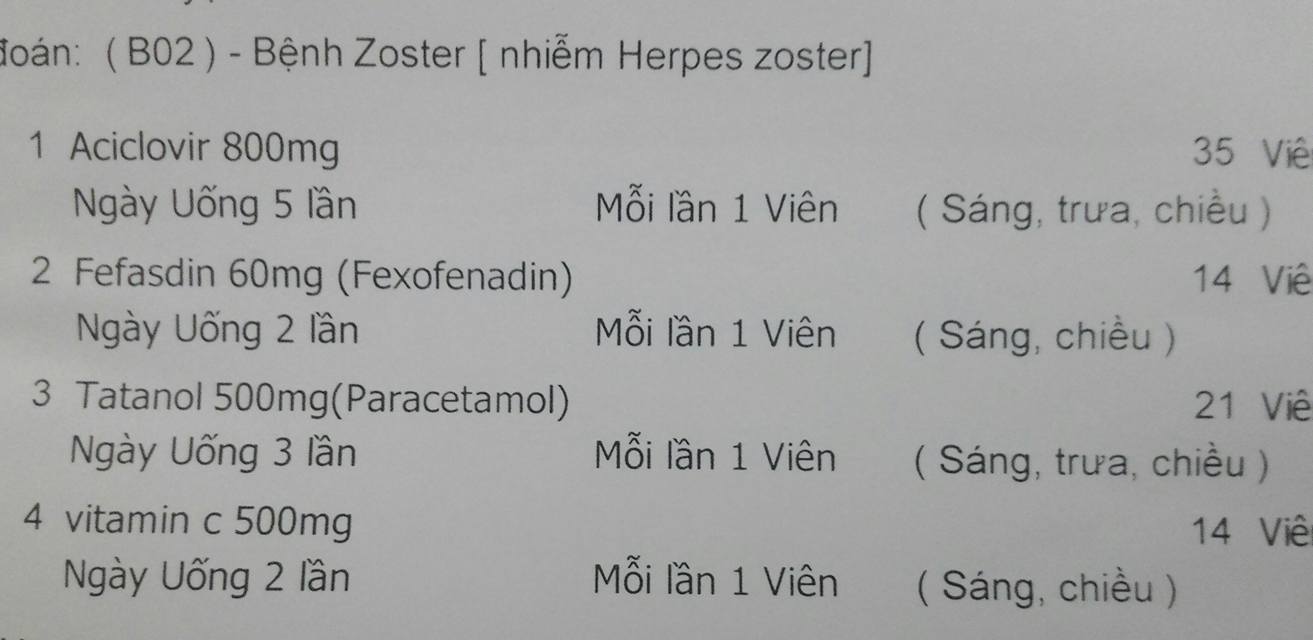 đoán: ( B02 ) - Bệnh Zoster [ nhiễm Herpes zoster]
1 Aciclovir 800mg 35 Viê
Ngày Uống 5 lần Mỗi lần 1 Viên ( Sáng, trưa, chiều )
2 Fefasdin 60mg (Fexofenadin) 14 Viê
Ngày Uống 2 lần Mỗi lần 1 Viên ( Sáng, chiều )
3 Tatanol 500mg(Paracetamol) 21 Viê
Ngày Uống 3 lần Mỗi lần 1 Viên ( Sáng, trưa, chiều )
4 vitamin c 500mg 14 Viê
Ngày Uống 2 lần Mỗi lần 1 Viên ( Sáng, chiều )